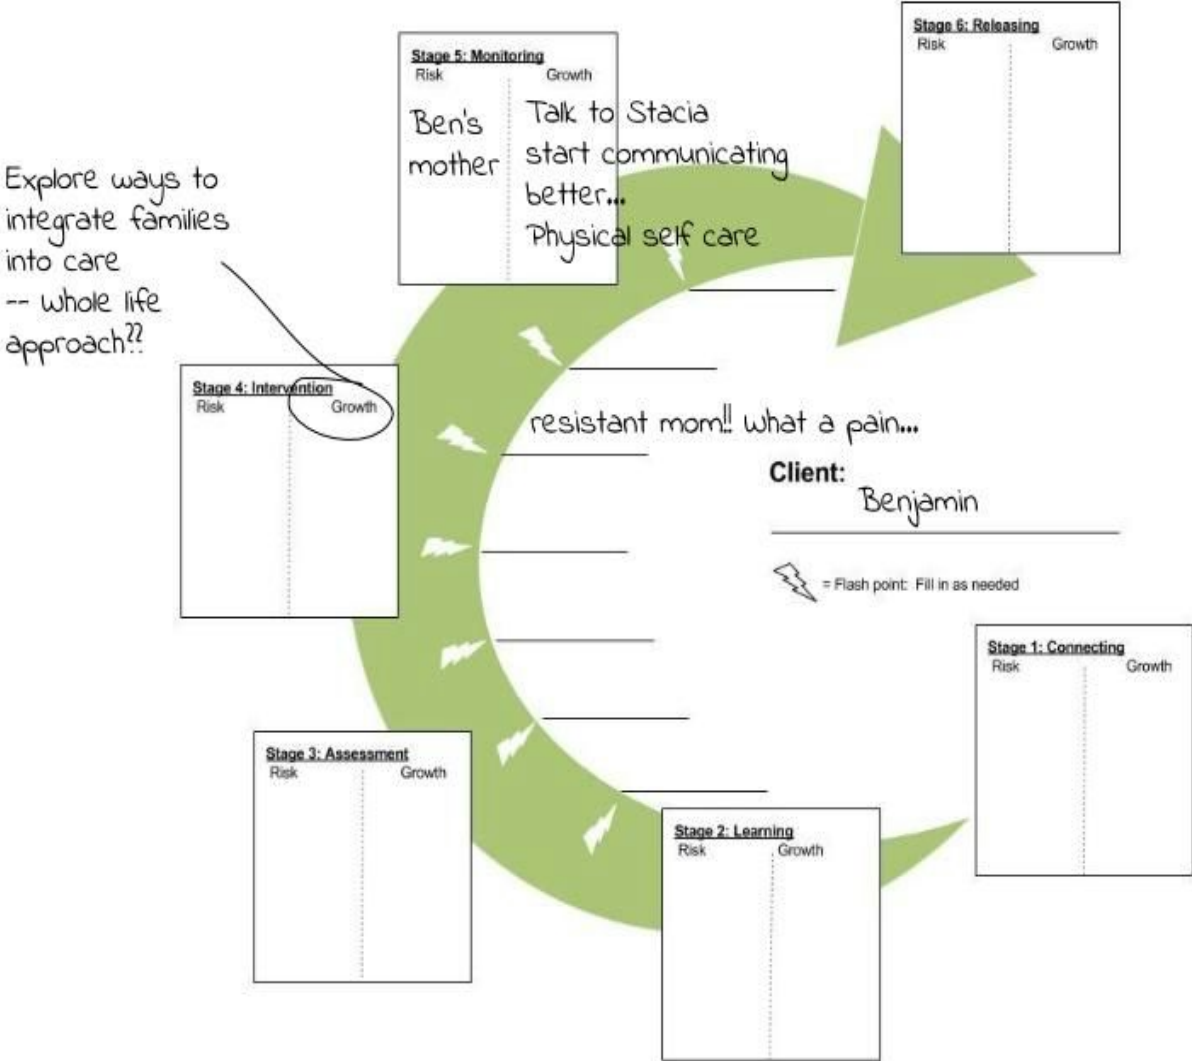 Stage 6: Releasing
Risk Growth
Stage 5: Monitoring
Risk Growth
Ben's
mother
Talk to Stacia
start communicating
better...
Physical self care
Explore ways to
integrate families
into care
-- whole life
approach??
Stage 4: Intervention
Risk Growth
resistant mom!! what a pain...
Client:
Benjamin
= Flash point: Fill in as needed
Stage 1: Connecting
Risk Growth
Stage 3: Assessment
Risk Growth
Stage 2: Learning
Risk Growth